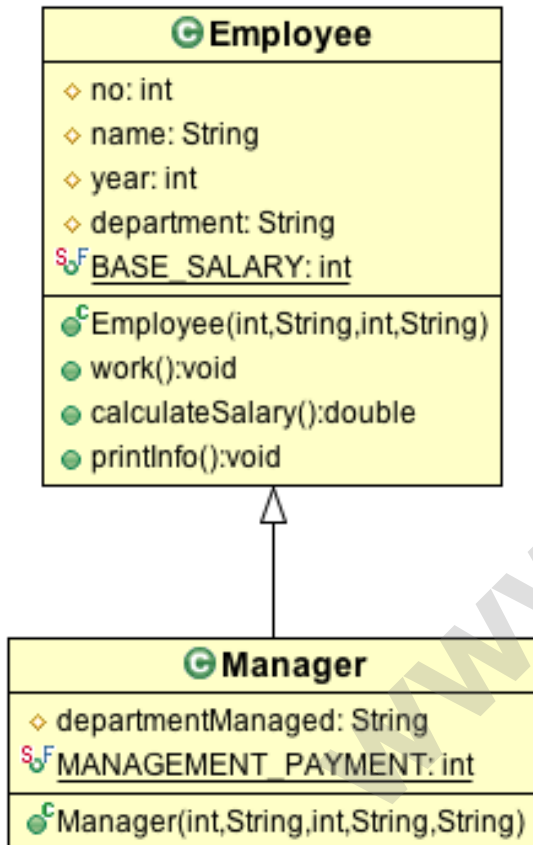 C Employee
no: int
name: String
year: int
department: String
S F BASE_SALARY: int
C Employee(int,String,int,String)
work():void
calculateSalary():double
printInfo():void
C Manager
departmentManaged: String
S F MANAGEMENT_PAYMENT: int
C Manager(int,String,int,String,String)
www